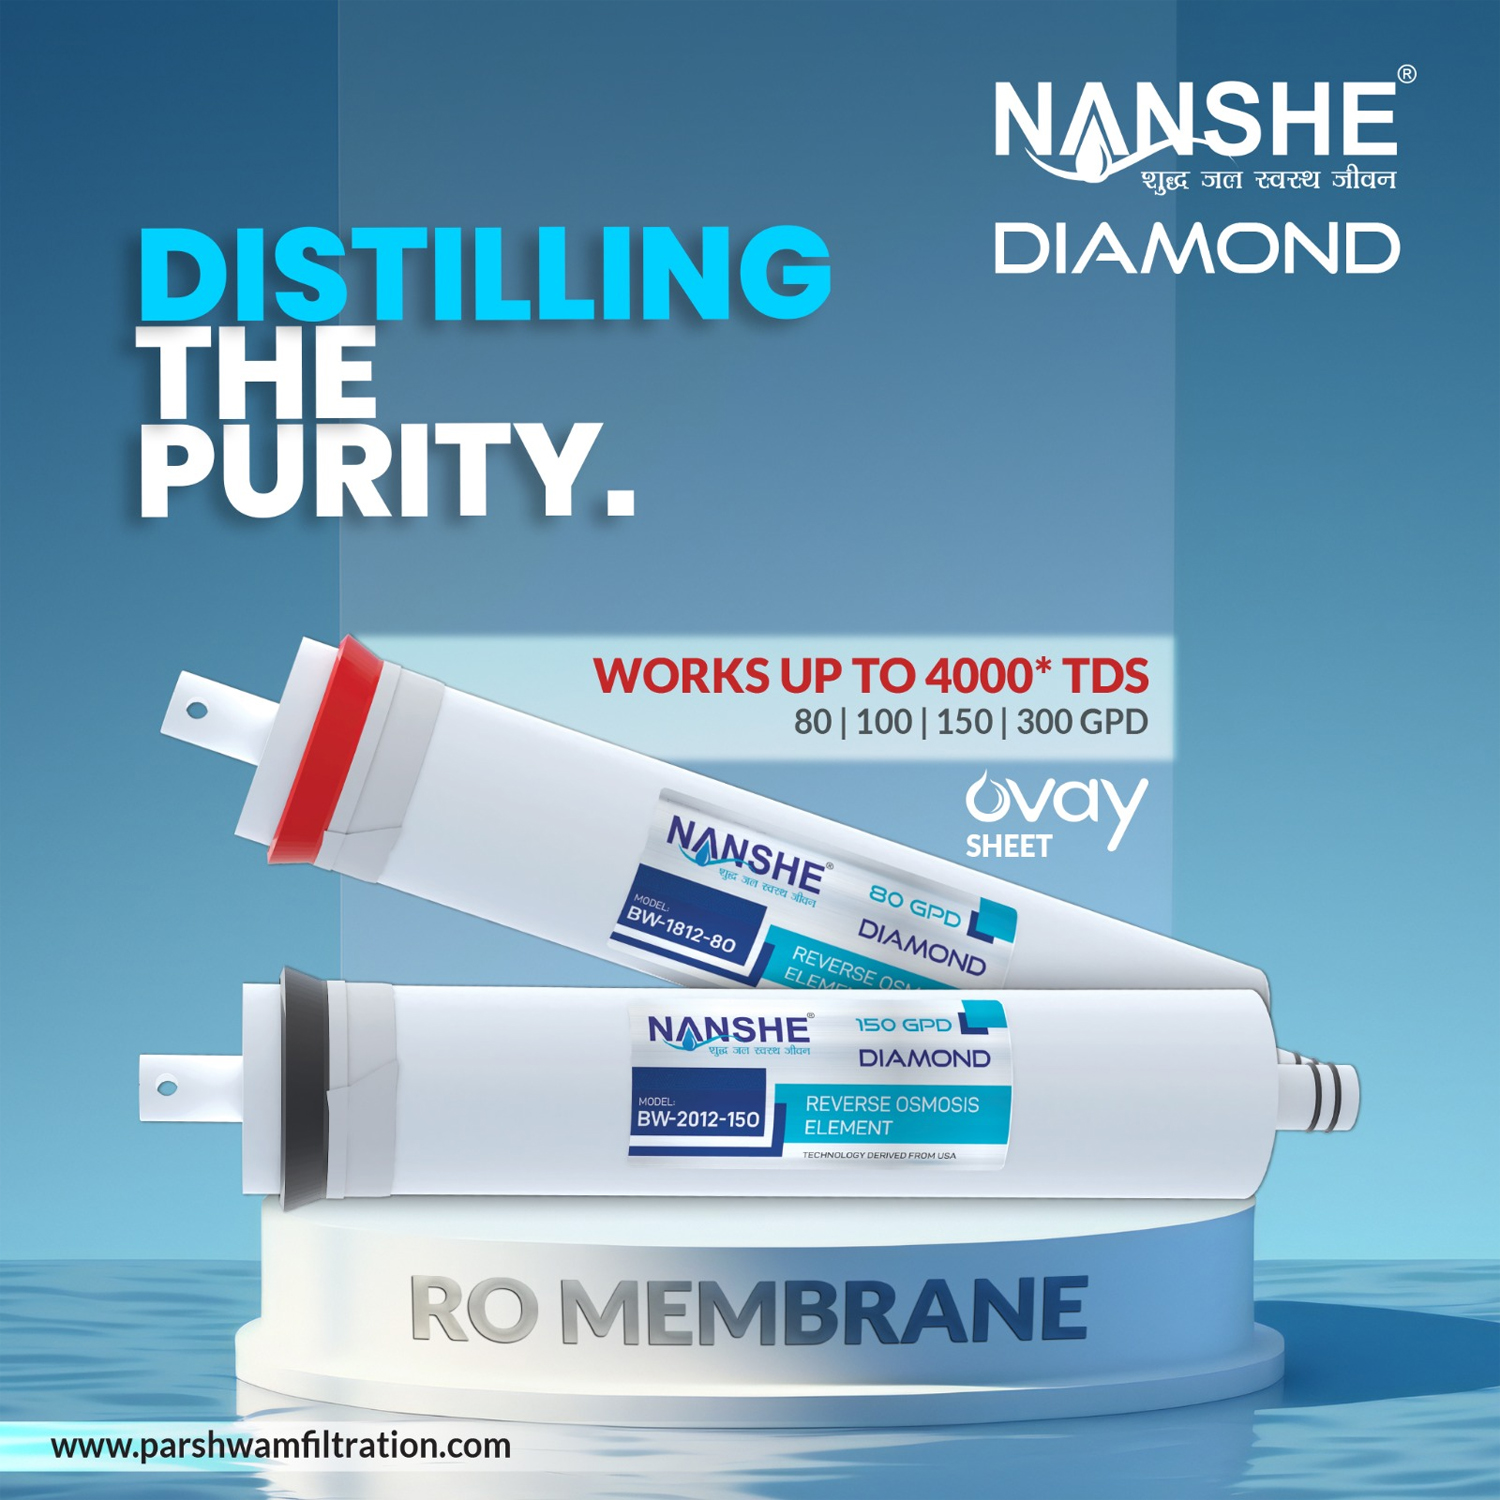 NANSHE®
शुद्ध जल स्वस्थ जीवन
DIAMOND
DISTILLING
THE
PURITY.
WORKS UP TO 4000* TDS
80 | 100 | 150 | 300 GPD
ovay
SHEET
NANSHE®
शुद्ध जल स्वस्थ जीवन
80 GPD
DIAMOND
MODEL:
BW-1812-80
REVERSE OSM
ELEME
NANSHE®
शुद्ध जल स्वस्थ जीवन
150 GPD
DIAMOND
MODEL:
BW-2012-150
REVERSE OSMOSIS
ELEMENT
TECHNOLOGY DERIVED FROM USA
RO MEMBRANE
www.parshwamfiltration.com